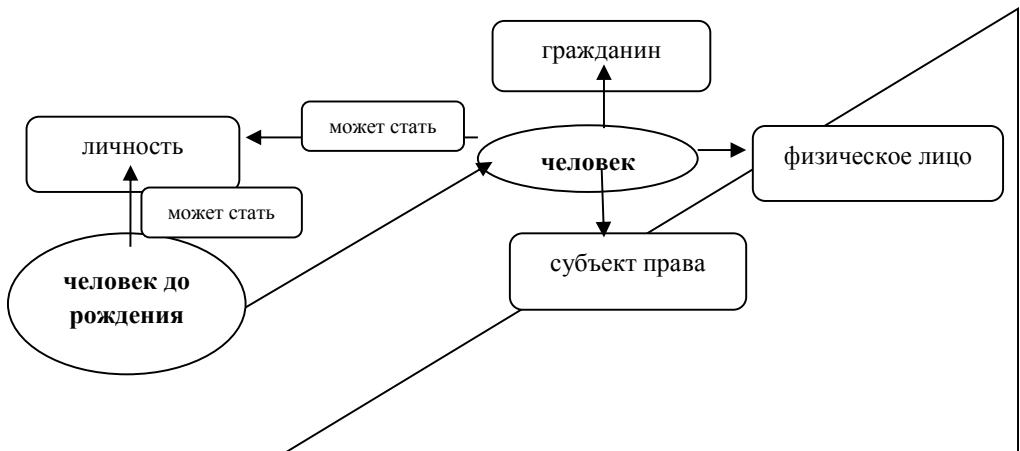 гражданин
может стать
личность
человек
физическое лицо
может стать
субъект права
человек до
рождения